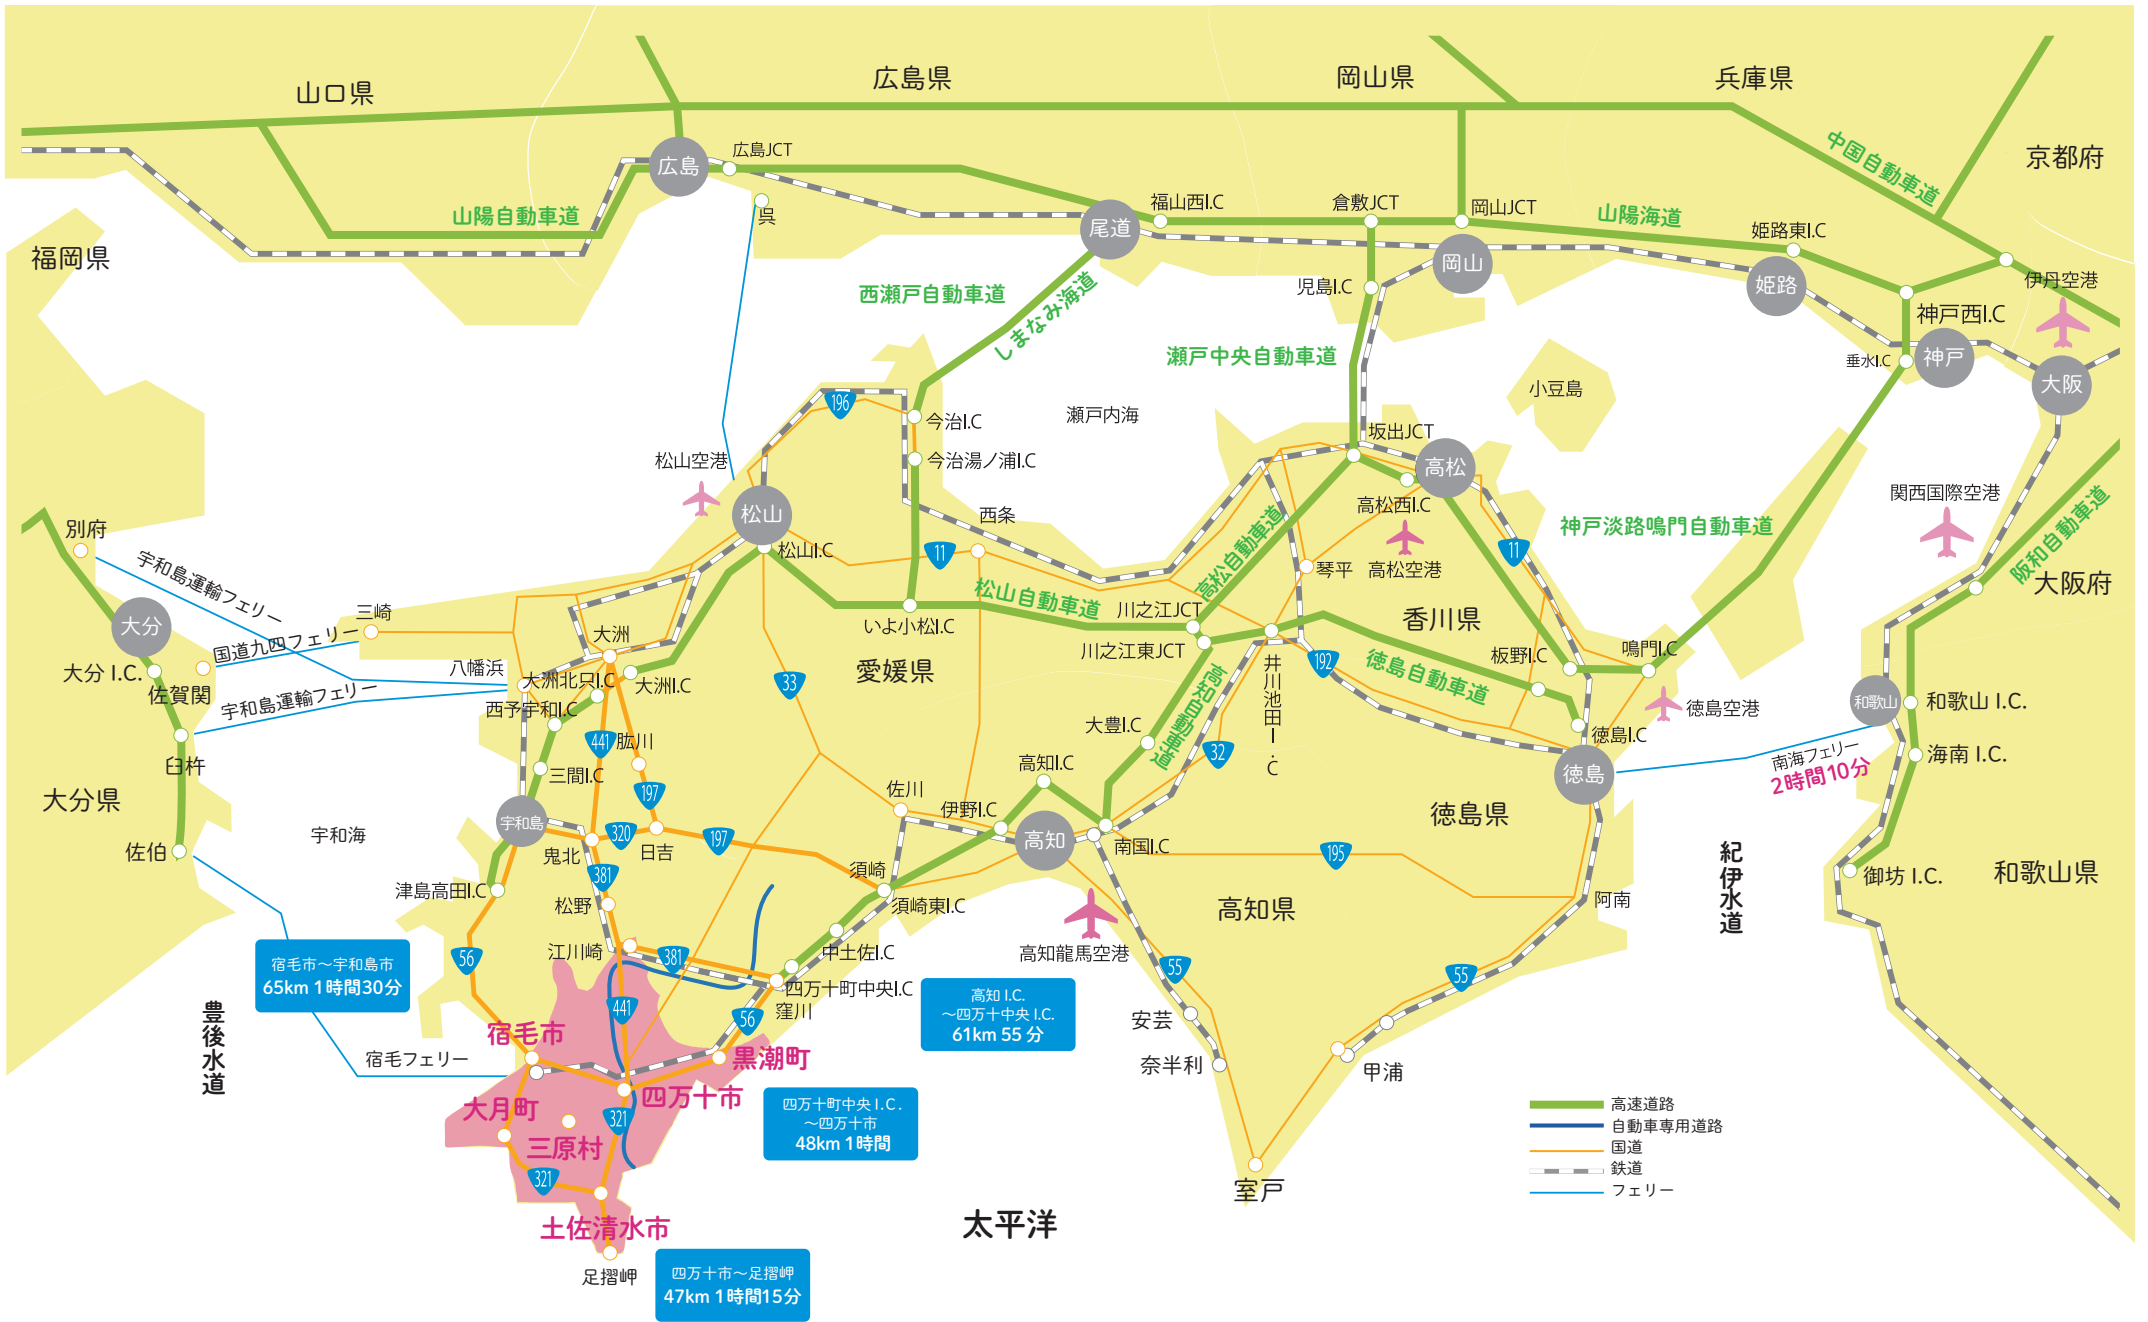 山口県
広島県
岡山県
兵庫県
京都府
中国自動車道
広島
広島JCT
山陽自動車道
呉
尾道
福山西I.C
倉敷JCT
岡山JCT
山陽海道
姫路東I.C
福岡県
西瀬戸自動車道
しまなみ海道
児島I.C
岡山
姫路
伊丹空港
神戸西I.C
瀬戸中央自動車道
垂水I.C
神戸
大阪
小豆島
196
今治I.C
瀬戸内海
坂出JCT
松山空港
今治湯ノ浦I.C
高松
高松西I.C
関西国際空港
松山
西条
高松自動車道
神戸淡路鳴門自動車道
阪和自動車道
別府
宇和島運輸フェリー
松山I.C
11
琴平
高松空港
11
大阪府
大分
三崎
国道九四フェリー
松山自動車道
川之江JCT
香川県
いよ小松I.C
大洲
川之江東JCT
大分 I.C.
佐賀関
八幡浜
大洲北只I.C
大洲I.C
愛媛県
井川池田I.C
192
徳島自動車道
板野I.C
鳴門I.C
宇和島運輸フェリー
33
高知自動車道
西予宇和I.C
徳島空港
和歌山
和歌山 I.C.
441
肱川
大豊I.C
32
徳島I.C
臼杵
三間I.C
高知I.C
南海フェリー
2時間10分
海南 I.C.
徳島
大分県
197
佐川
伊野I.C
徳島県
宇和海
宇和島
320
197
高知
南国I.C
195
佐伯
鬼北
日吉
381
須崎
紀伊水道
御坊 I.C.
和歌山県
津島高田I.C
松野
須崎東I.C
高知県
阿南
56
江川崎
381
中土佐I.C
高知龍馬空港
55
55
宿毛市～宇和島市
65km 1時間30分
四万十町中央I.C
窪川
高知 I.C.
～四万十中央 I.C.
61km 55 分
豊後水道
441
56
安芸
宿毛市
宿毛フェリー
黒潮町
奈半利
甲浦
四万十市
大月町
321
四万十町中央 I.C.
～四万十市
48km 1時間
三原村
321
室戸
土佐清水市
太平洋
足摺岬
四万十市～足摺岬
47km 1時間15分
高速道路
自動車専用道路
国道
鉄道
フェリー